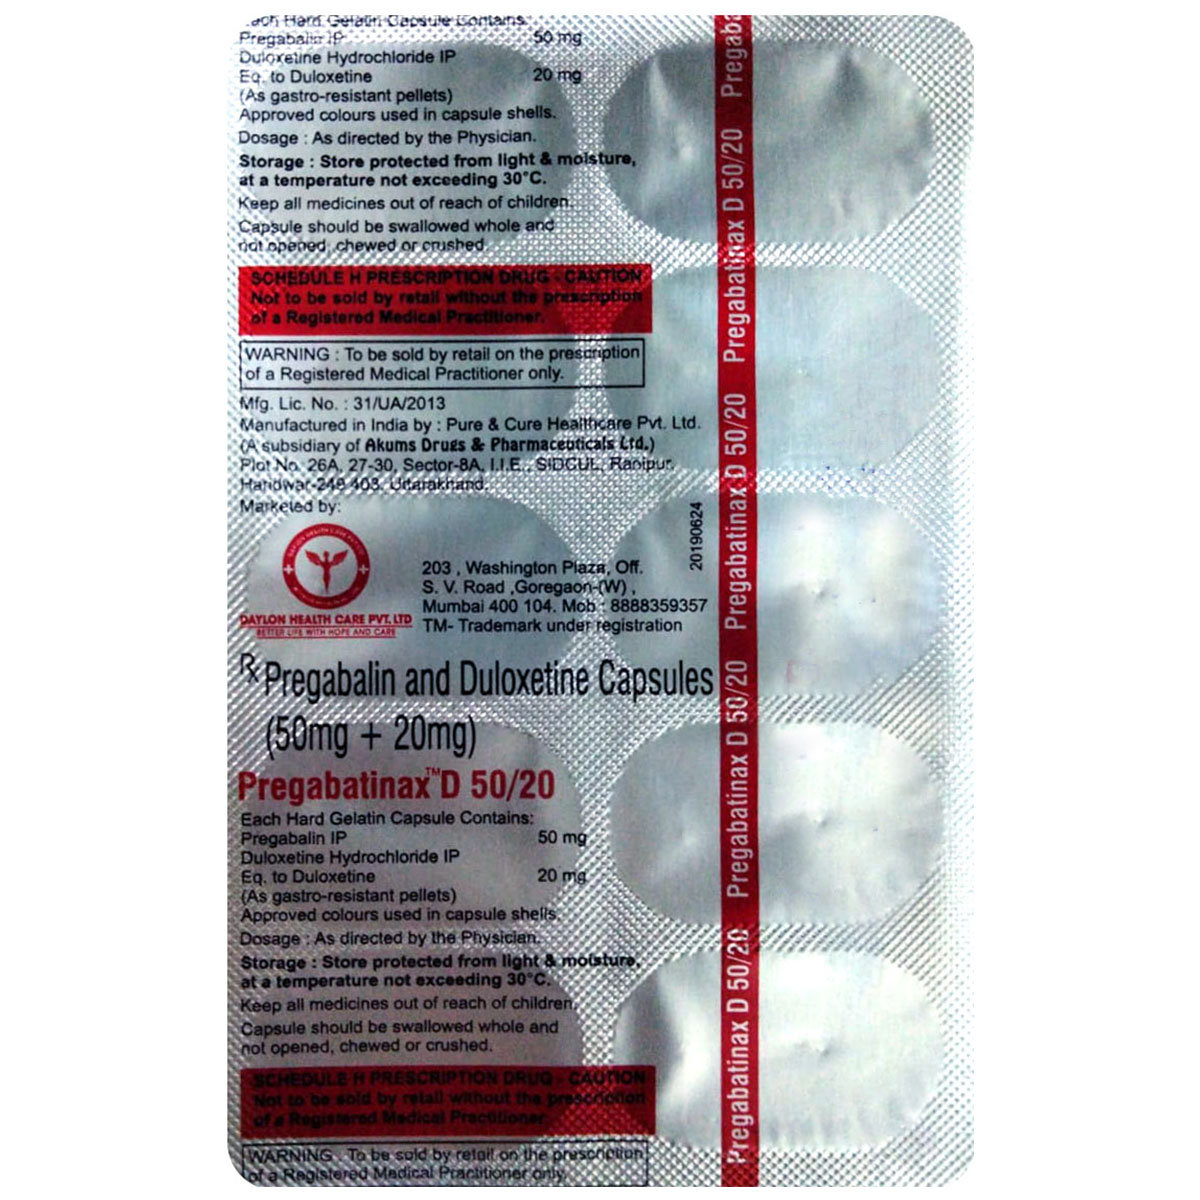 Each Hard Gelatin Capsule Contains:
Pregabalin IP 50 mg
Duloxetine Hydrochloride IP
Eq. to Duloxetine 20 mg
(As gastro-resistant pellets)
Approved colours used in capsule shells.
Dosage : As directed by the Physician.
Storage : Store protected from light & moisture,
at a temperature not exceeding 30°C.
Keep all medicines out of reach of children.
Capsule should be swallowed whole and
not opened, chewed or crushed.
SCHEDULE H PRESCRIPTION DRUG - CAUTION
Not to be sold by retail without the prescription
of a Registered Medical Practitioner.
WARNING : To be sold by retail on the prescription
of a Registered Medical Practitioner only.
Mfg. Lic. No. : 31/UA/2013
Manufactured in India by : Pure & Cure Healthcare Pvt. Ltd.
(A subsidiary of Akums Drugs & Pharmaceuticals Ltd.)
Plot No. 26A, 27-30, Sector-8A, I.I.E., SIDCUL, Ranipur,
Haridwar-249 403, Uttarakhand.
Marketed by:
DAYLON HEALTH CARE PVT. LTD
BETTER LIFE WITH HOPE AND CARE
203 , Washington Plaza, Off.
S. V. Road ,Goregaon-(W) ,
Mumbai 400 104. Mob : 8888359357
TM- Trademark under registration
20190624
Rx Pregabalin and Duloxetine Capsules
(50mg + 20mg)
Pregabatinax™D 50/20
Each Hard Gelatin Capsule Contains:
Pregabalin IP 50 mg
Duloxetine Hydrochloride IP
Eq. to Duloxetine 20 mg
(As gastro-resistant pellets)
Approved colours used in capsule shells.
Dosage : As directed by the Physician.
Storage : Store protected from light & moisture,
at a temperature not exceeding 30°C.
Keep all medicines out of reach of children.
Capsule should be swallowed whole and
not opened, chewed or crushed.
SCHEDULE H PRESCRIPTION DRUG - CAUTION
Not to be sold by retail without the prescription
of a Registered Medical Practitioner.
WARNING : To be sold by retail on the prescription
of a Registered Medical Practitioner only.
Pregabatinax D 50/20 Pregabatinax D 50/20 Pregabatinax D 50/20 Pregabatinax D 50/20 Pregab